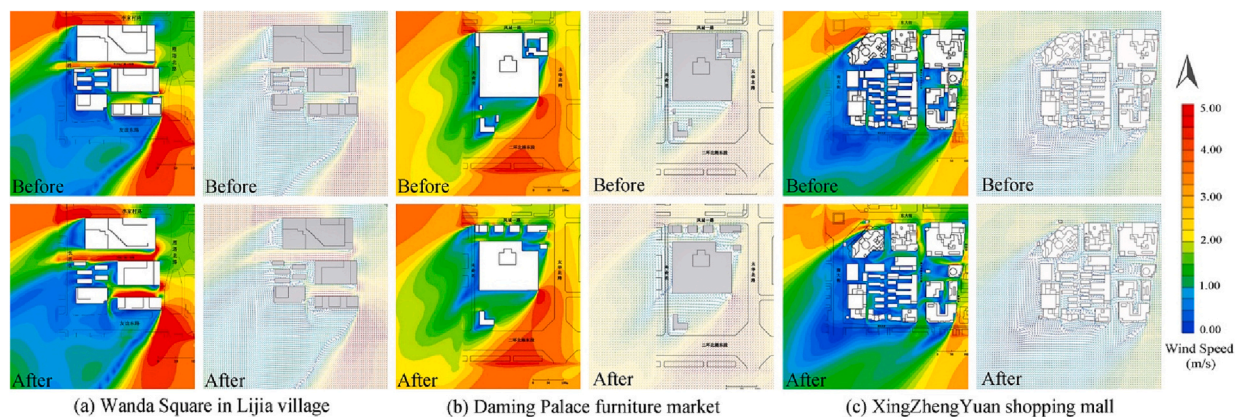 Before
Before
Before
Before
Before
Before
After
After
After
After
After
After
5.00
4.00
3.00
2.00
1.00
0.00
Wind Speed
(m/s)
(a) Wanda Square in Lijia village
(b) Daming Palace furniture market
(c) XingZhengYuan shopping mall